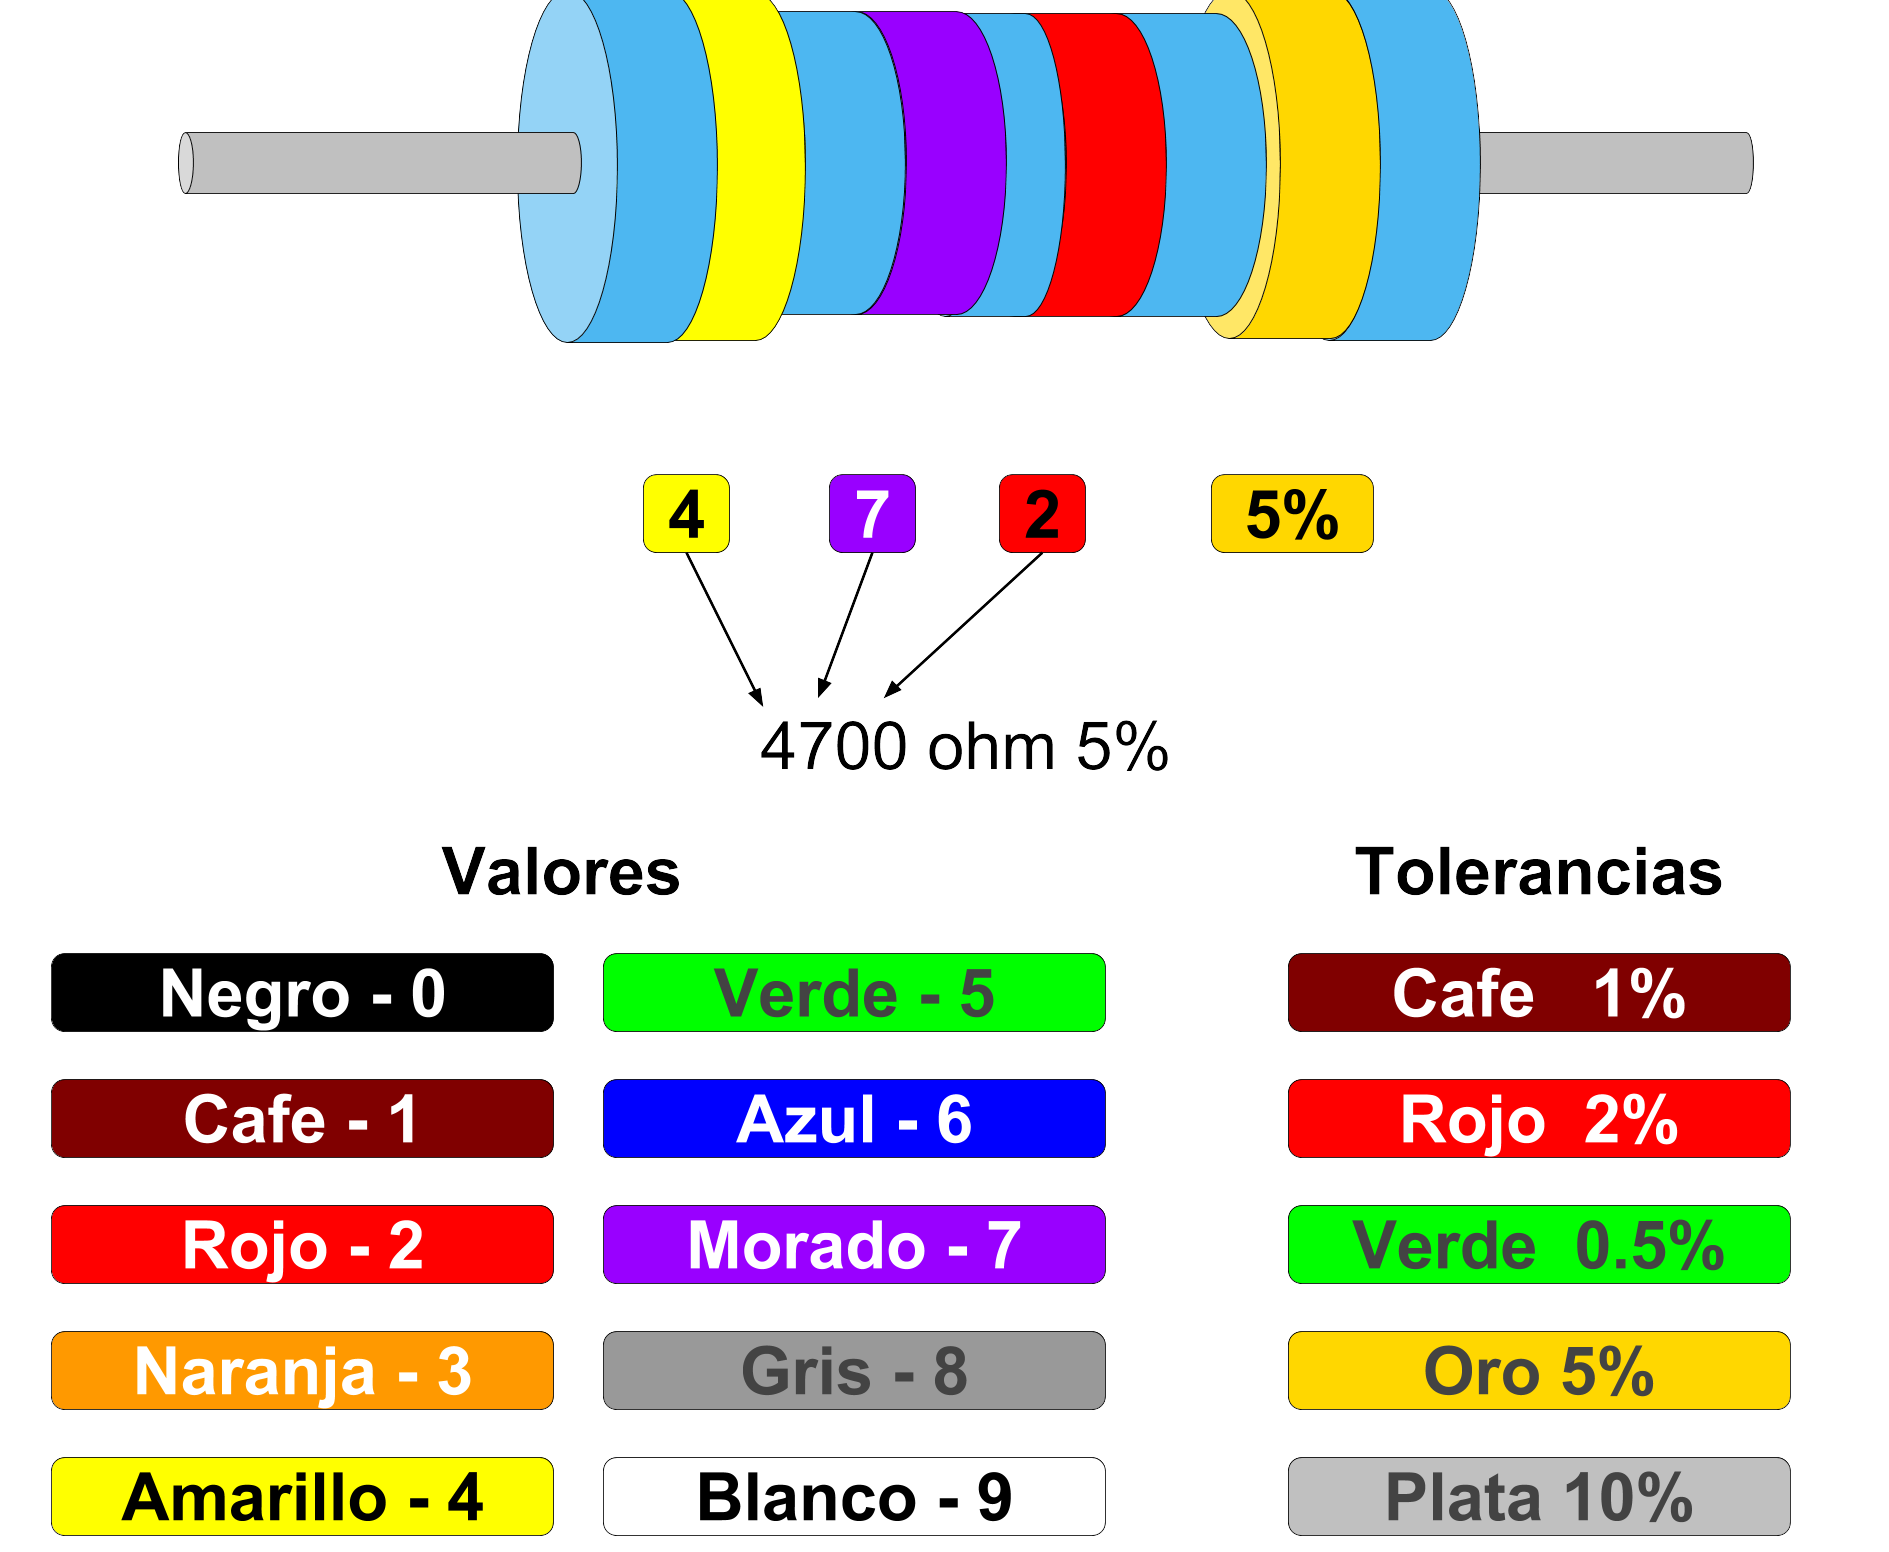 4 7 2 5%
4700 ohm 5%
Valores
Tolerancias
Negro - 0
Verde - 5
Cafe 1%
Cafe - 1
Azul - 6
Rojo 2%
Rojo - 2
Morado - 7
Verde 0.5%
Naranja - 3
Gris - 8
Oro 5%
Amarillo - 4
Blanco - 9
Plata 10%